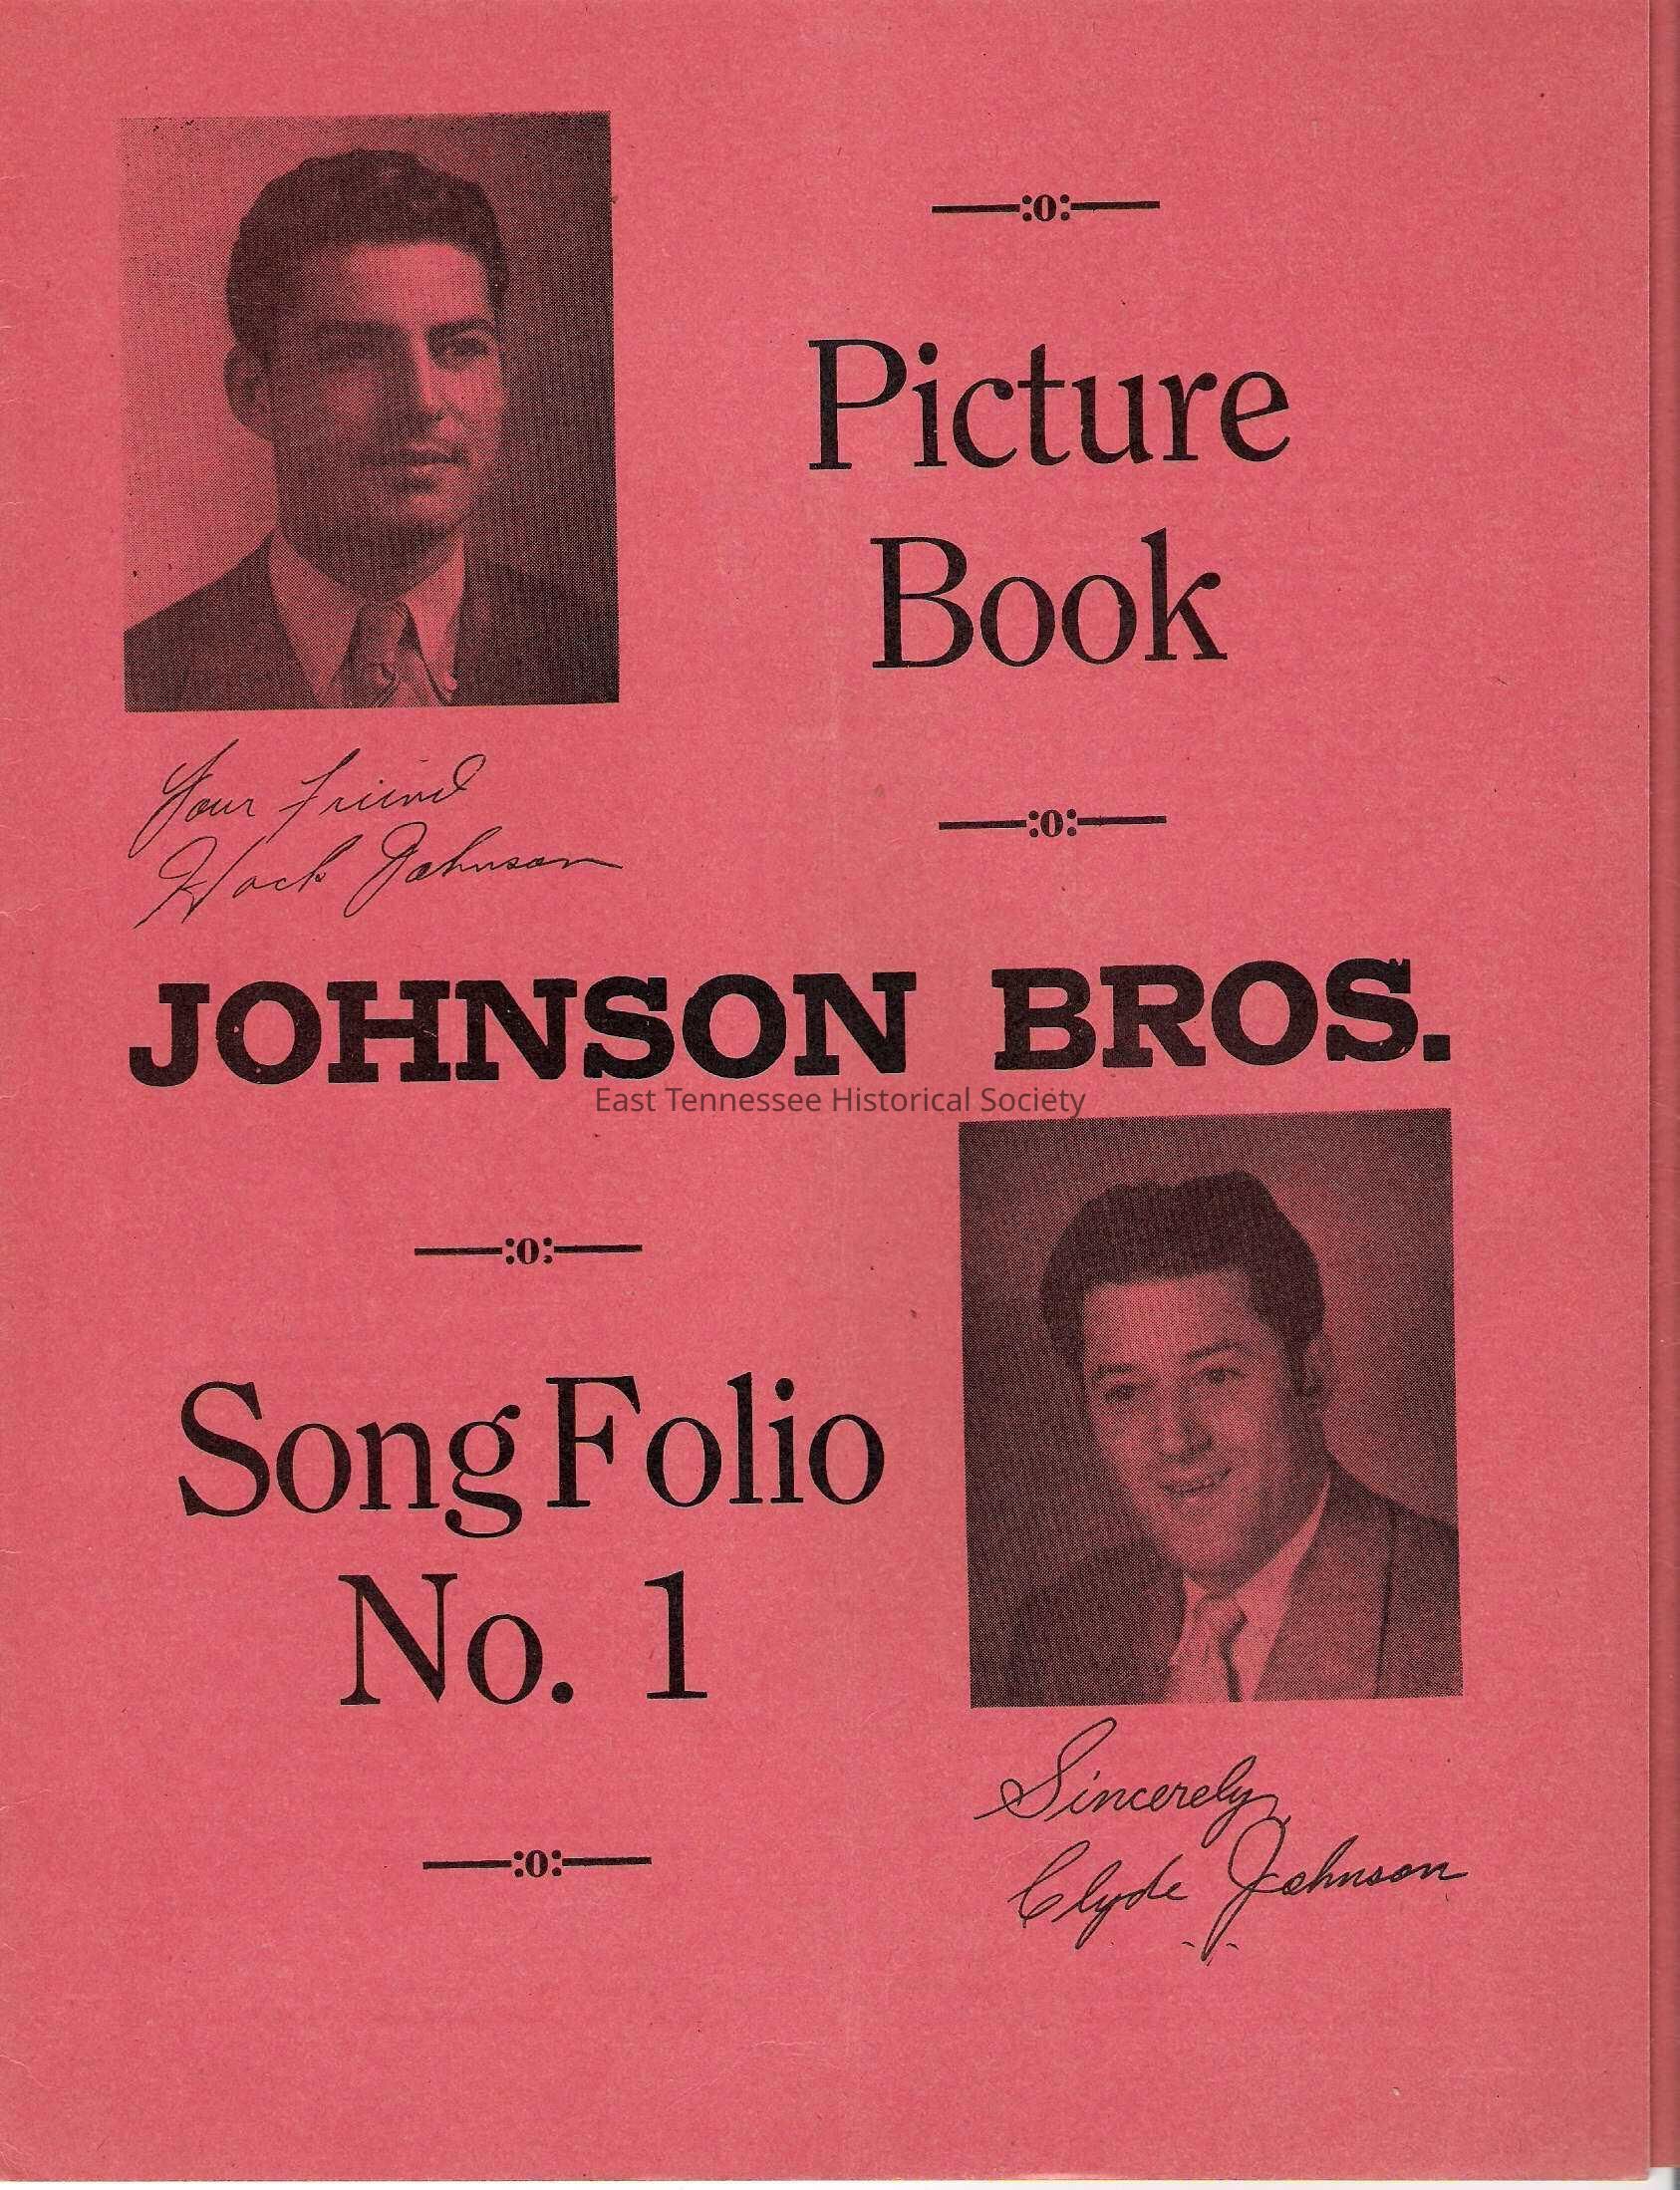 —:o:—
Picture
Book
—:o:—
Your Friend
Hack Johnson
JOHNSON BROS.
East Tennessee Historical Society
—:o:—
Song Folio
No. 1
—:o:—
Sincerely,
Clyde Johnson